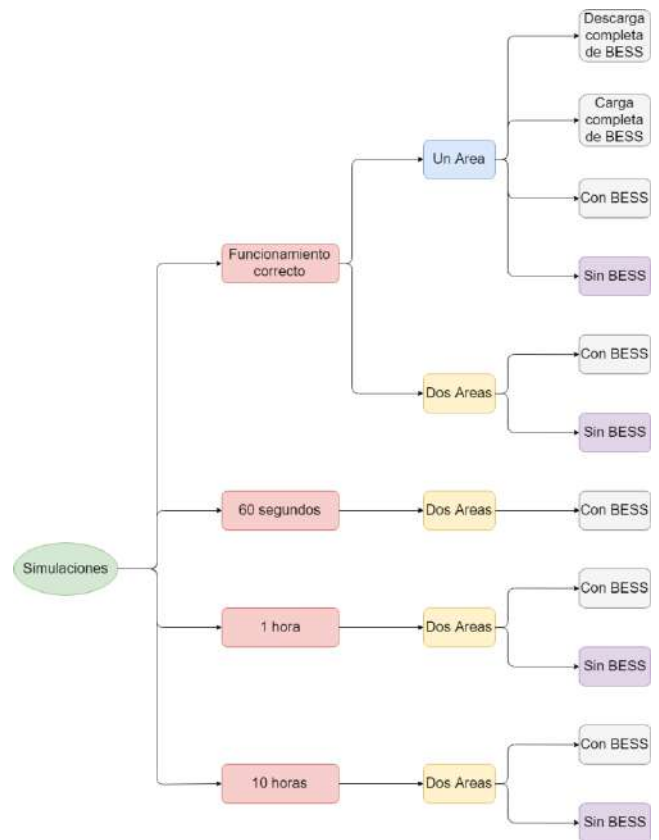 Descarga
completa
de BESS
Carga
completa
de BESS
Un Area
Con BESS
Funcionamiento
correcto
Sin BESS
Con BESS
Dos Areas
Sin BESS
60 segundos
Dos Areas
Con BESS
Simulaciones
Con BESS
1 hora
Dos Areas
Sin BESS
Con BESS
10 horas
Dos Areas
Sin BESS